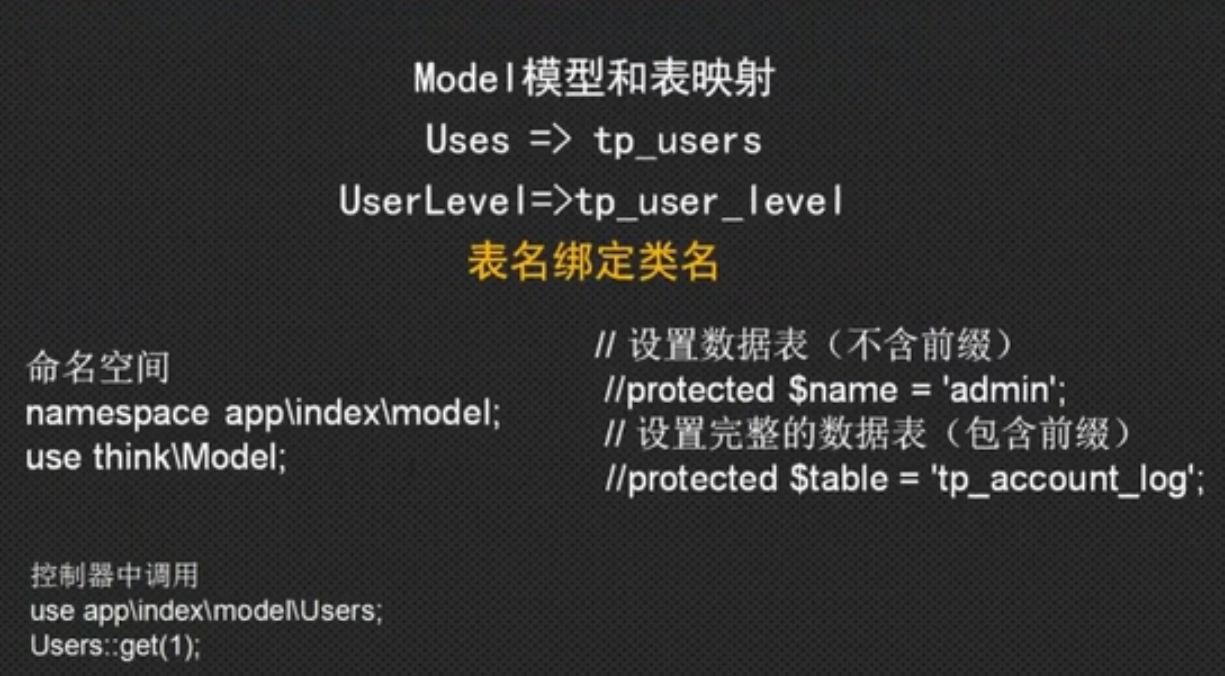 Model模型和表映射
Uses => tp_users
UserLevel=>tp_user_level
表名绑定类名
命名空间
namespace app\index\model;
use think\Model;
// 设置数据表（不含前缀）
//protected $name = 'admin';
// 设置完整的数据表（包含前缀）
//protected $table = 'tp_account_log';
控制器中调用
use app\index\model\Users;
Users::get(1);